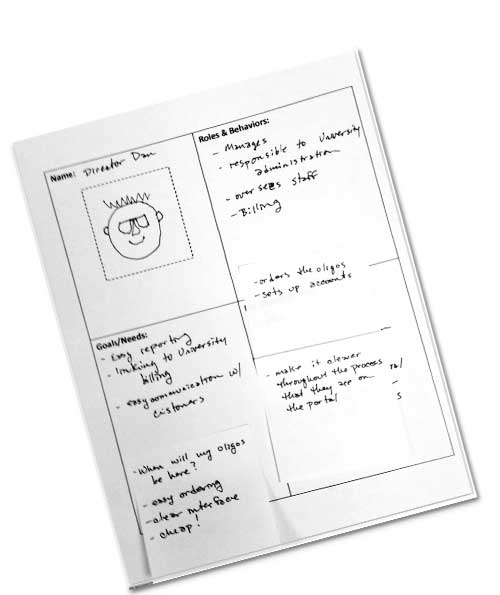 Name: Director Dan
Roles & Behaviors:
- Manages
- responsible to University
administration
- oversees staff
- Billing
- orders the oligos
- sets up accounts
Goals/Needs:
- Easy reporting
- linking to University
billing
- easy communication w/
customers
- make it clearer
throughout the process
that they are on
the portal
- When will my oligos
be here?
- easy ordering
- clear interface
- cheap!